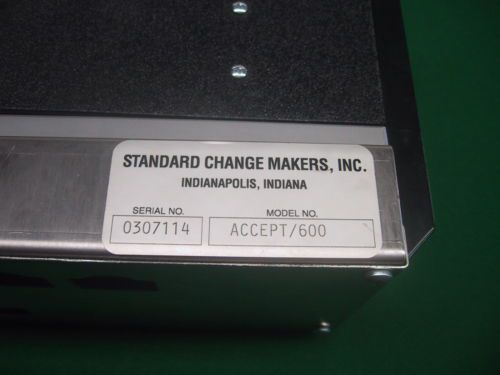 STANDARD CHANGE MAKERS, INC.
INDIANAPOLIS, INDIANA
SERIAL NO. MODEL NO.
0307114 ACCEPT/600